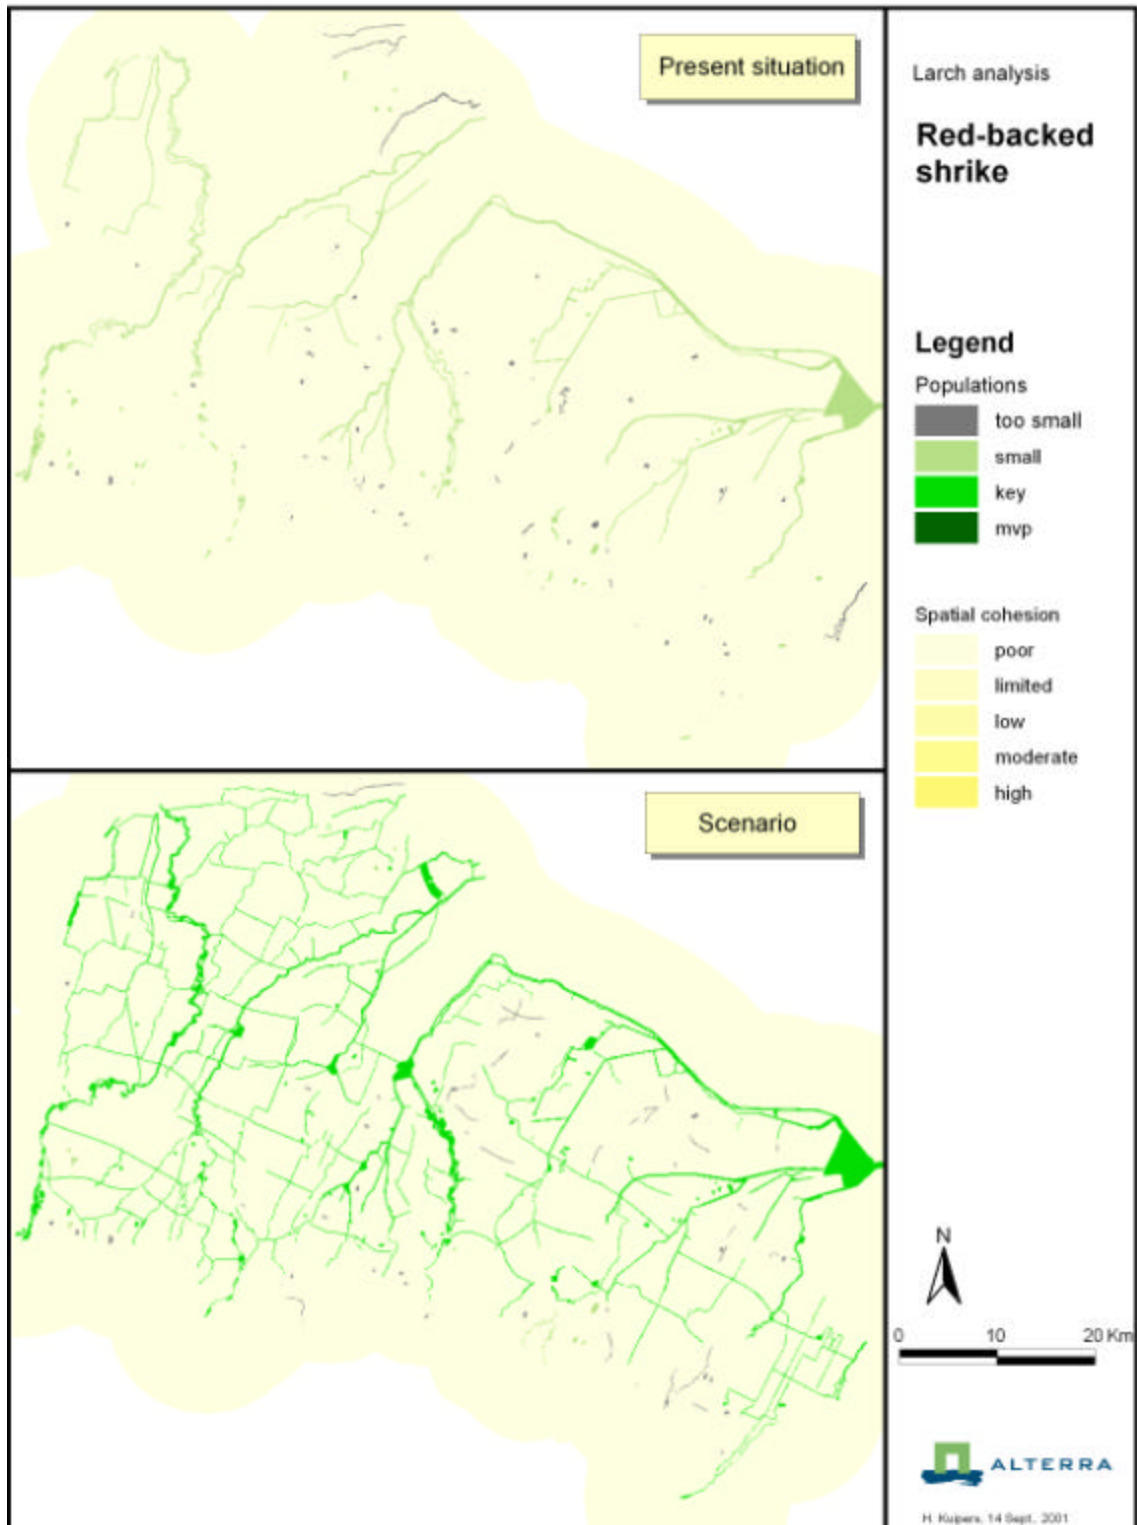 Present situation
Scenario
Larch analysis
Red-backed
shrike
Legend
Populations
too small
small
key
mvp
Spatial cohesion
poor
limited
low
moderate
high
N
0 10 20 Km
ALTERRA
H. Kuipers, 14 Sept., 2001